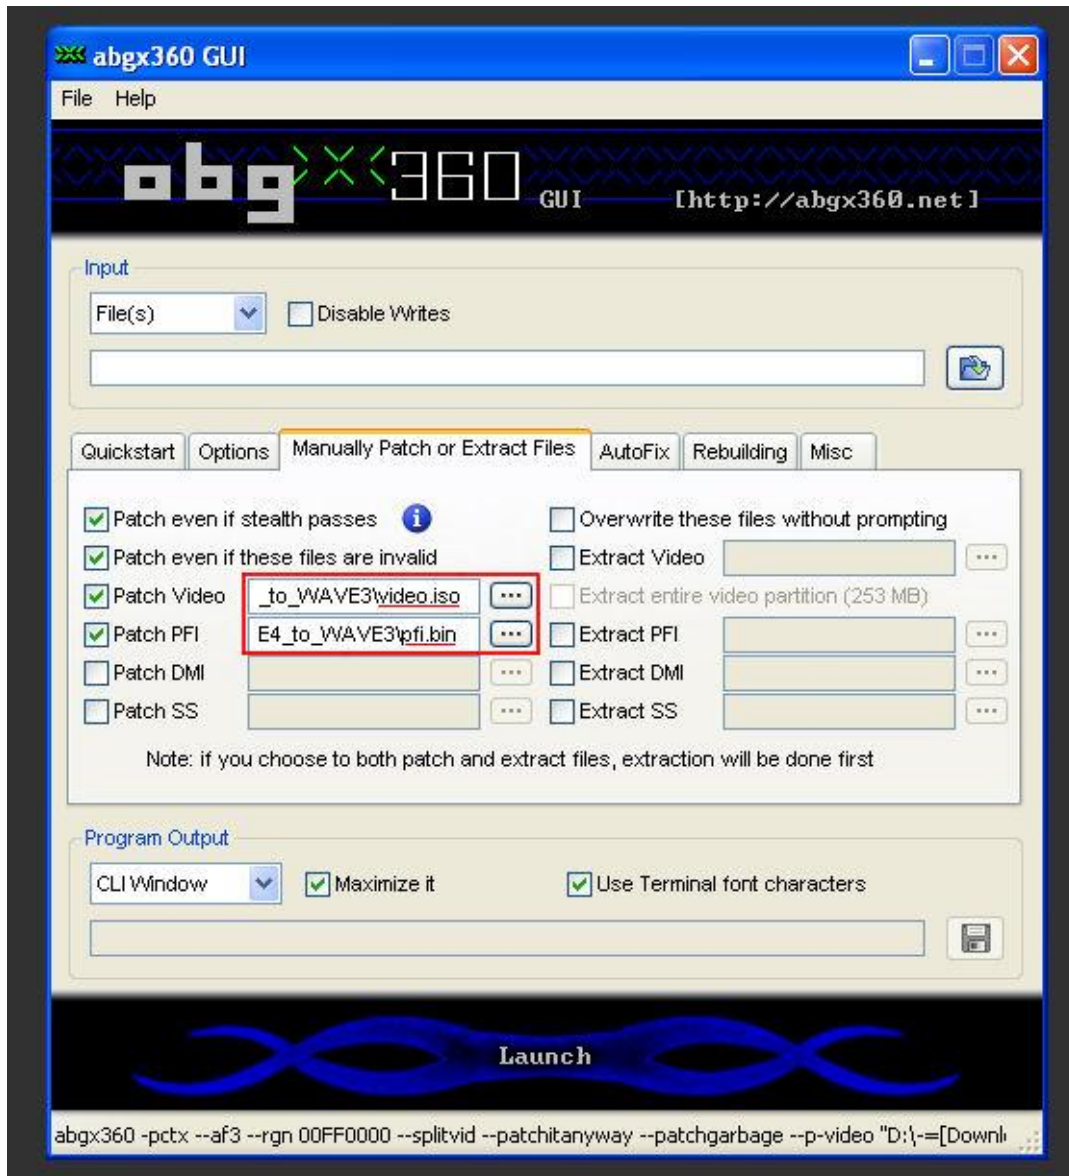 abgx360 GUI
File Help
abgx360 GUI [http://abgx360.net]
Input
File(s) Disable Writes
Quickstart Options Manually Patch or Extract Files AutoFix Rebuilding Misc
Patch even if stealth passes Overwrite these files without prompting
Patch even if these files are invalid Extract Video
Patch Video _to_WAVE3\video.iso Extract entire video partition (253 MB)
Patch PFI E4_to_WAVE3\pfi.bin Extract PFI
Patch DMI Extract DMI
Patch SS Extract SS
Note: if you choose to both patch and extract files, extraction will be done first
Program Output
CLI Window Maximize it Use Terminal font characters
Launch
abgx360 -pctx --af3 --rgn 00FF0000 --splitvid --patchitanyway --patchgarbage --p-video "D:\-=[Downl